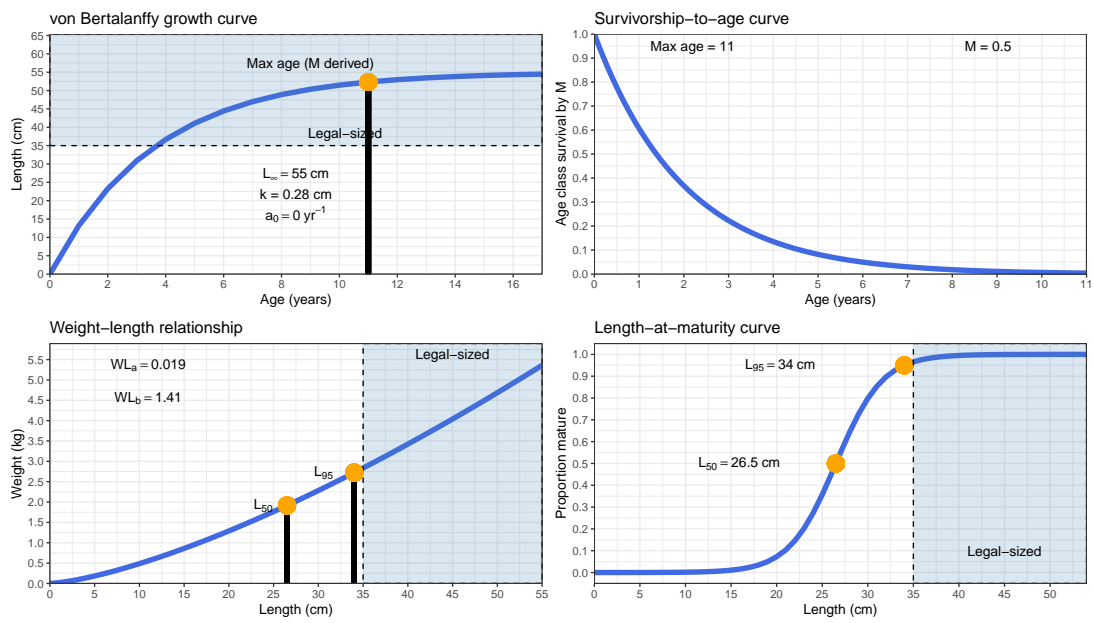 von Bertalanffy growth curve
Length (cm)
65
60
55
50
45
40
35
30
25
20
15
10
5
0
Max age (M derived)
Legal−sized
L∞ = 55 cm
k = 0.28 cm
a₀ = 0 yr⁻¹
0 2 4 6 8 10 12 14 16
Age (years)
Survivorship−to−age curve
Age class survival by M
1.0
0.9
0.8
0.7
0.6
0.5
0.4
0.3
0.2
0.1
0.0
Max age = 11 M = 0.5
0 1 2 3 4 5 6 7 8 9 10 11
Age (years)
Weight−length relationship
Weight (kg)
5.5
5.0
4.5
4.0
3.5
3.0
2.5
2.0
1.5
1.0
0.5
0.0
WLa = 0.019
WLb = 1.41
Legal−sized
L₉₅
L₅₀
0 5 10 15 20 25 30 35 40 45 50 55
Length (cm)
Length−at−maturity curve
Proportion mature
1.0
0.9
0.8
0.7
0.6
0.5
0.4
0.3
0.2
0.1
0.0
L₉₅ = 34 cm
L₅₀ = 26.5 cm
Legal−sized
0 5 10 15 20 25 30 35 40 45 50
Length (cm)